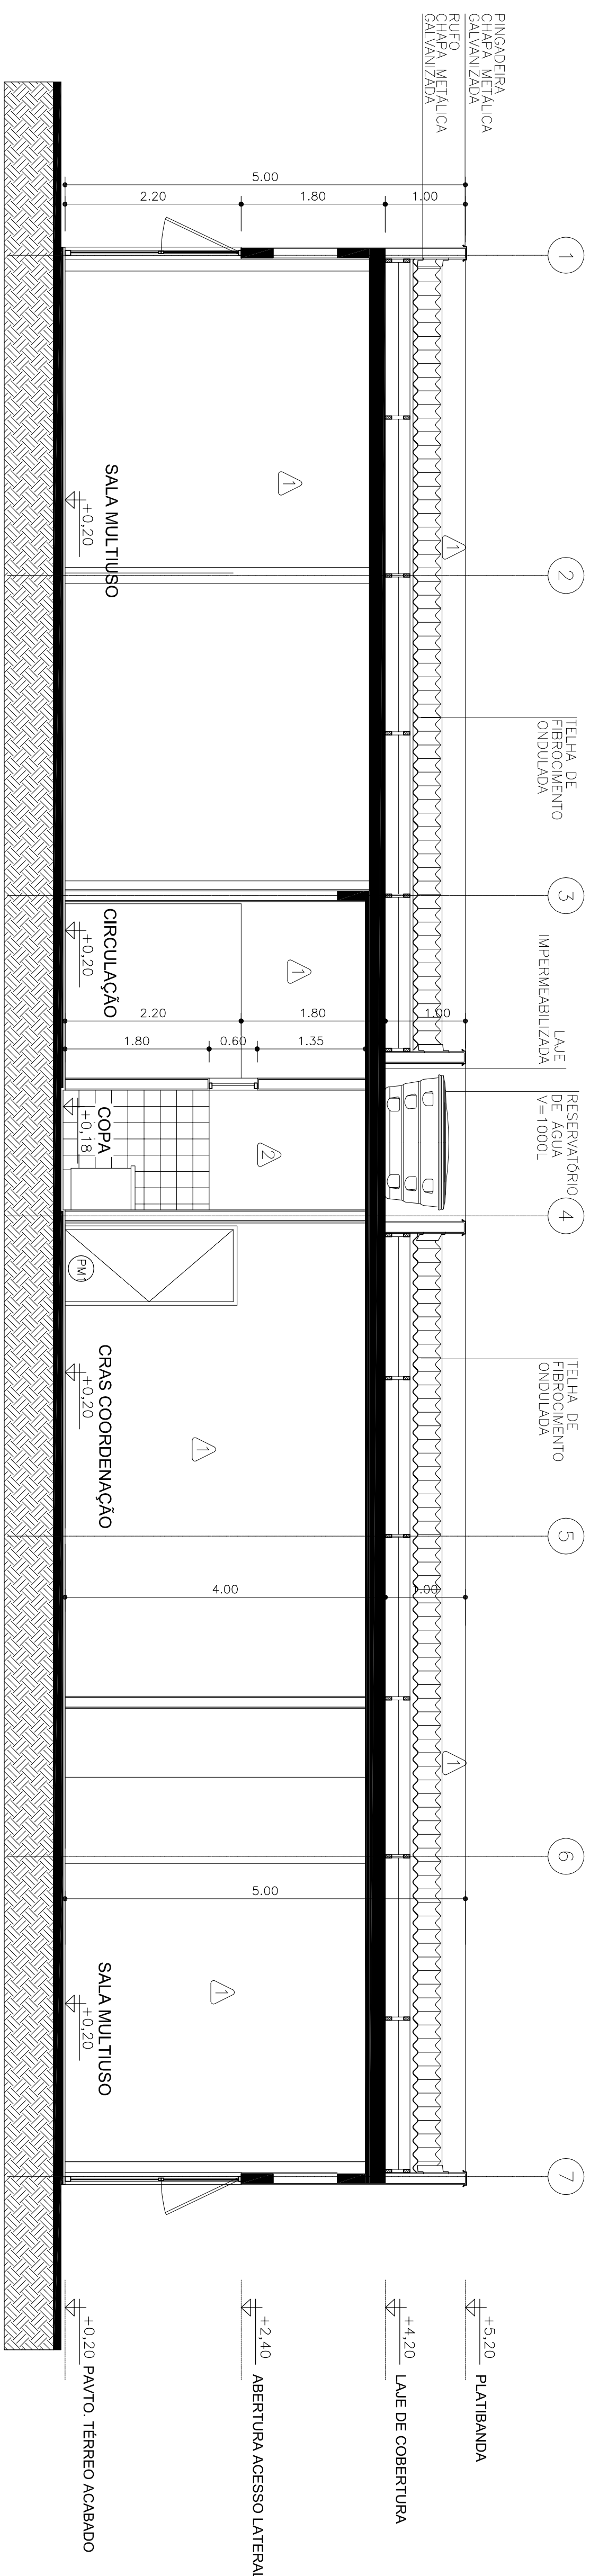 PINGADEIRA
CHAPA METÁLICA
GALVANIZADA
RUFO
CHAPA METÁLICA
GALVANIZADA
1
2
3
4
5
6
7
TELHA DE
FIBROCIMENTO
ONDULADA
LAJE
IMPERMEABILIZADA
RESERVATÓRIO
DE ÁGUA
V=1000L
TELHA DE
FIBROCIMENTO
ONDULADA
5.00
2.20
1.80
1.00
1
1
SALA MULTIUSO
+0,20
1
CIRCULAÇÃO
+0,20
2.20
1.80
1.00
1.80
0.60
1.35
2
COPA
+0,18
PM1
1
CRAS COORDENAÇÃO
+0,20
4.00
1.00
1
5.00
1
SALA MULTIUSO
+0,20
+5,20 PLATIBANDA
+4,20 LAJE DE COBERTURA
+2,40 ABERTURA ACESSO LATERAL
+0,20 PAVTO. TÉRREO ACABADO